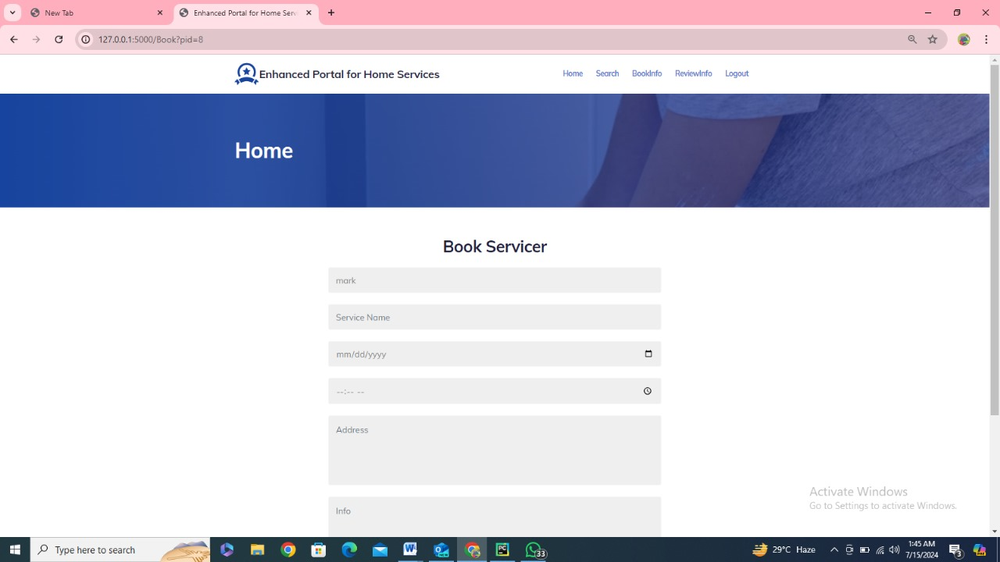 New Tab
Enhanced Portal for Home Serv
127.0.0.1:5000/Book?pid=8
Enhanced Portal for Home Services
Home Search BookInfo ReviewInfo Logout
Home
Book Servicer
mark
Service Name
mm/dd/yyyy
--:-- --
Address
Info
Activate Windows
Go to Settings to activate Windows.
Type here to search
W
NEW
PC
33
29°C Haze
1:45 AM
7/15/2024
3